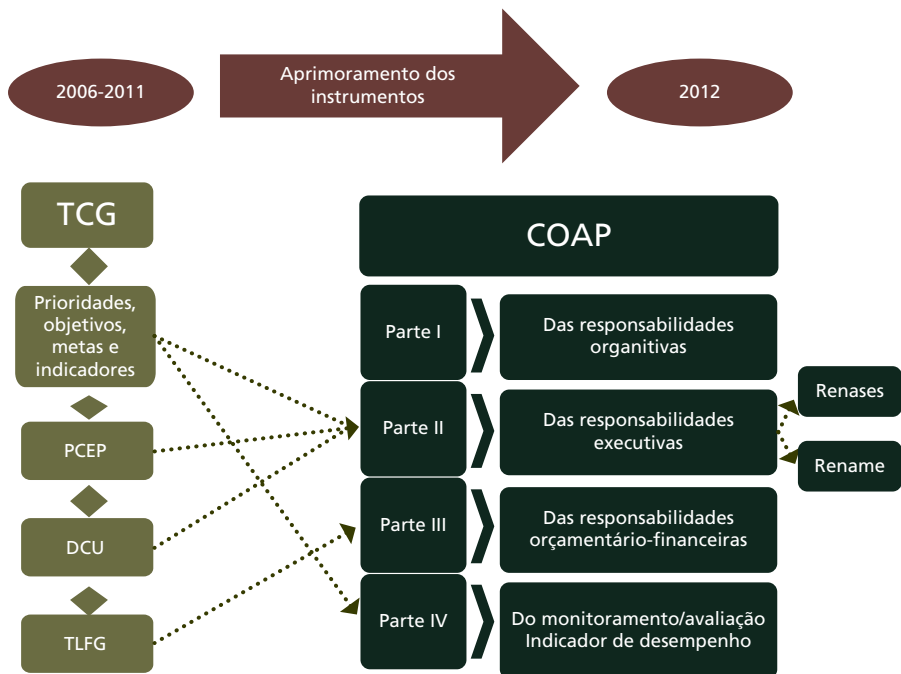 2006-2011
Aprimoramento dos
instrumentos
2012
TCG
Prioridades,
objetivos,
metas e
indicadores
PCEP
DCU
TLFG
COAP
Parte I
Das responsabilidades
organitivas
Parte II
Das responsabilidades
executivas
Renases
Rename
Parte III
Das responsabilidades
orçamentário-financeiras
Parte IV
Do monitoramento/avaliação
Indicador de desempenho